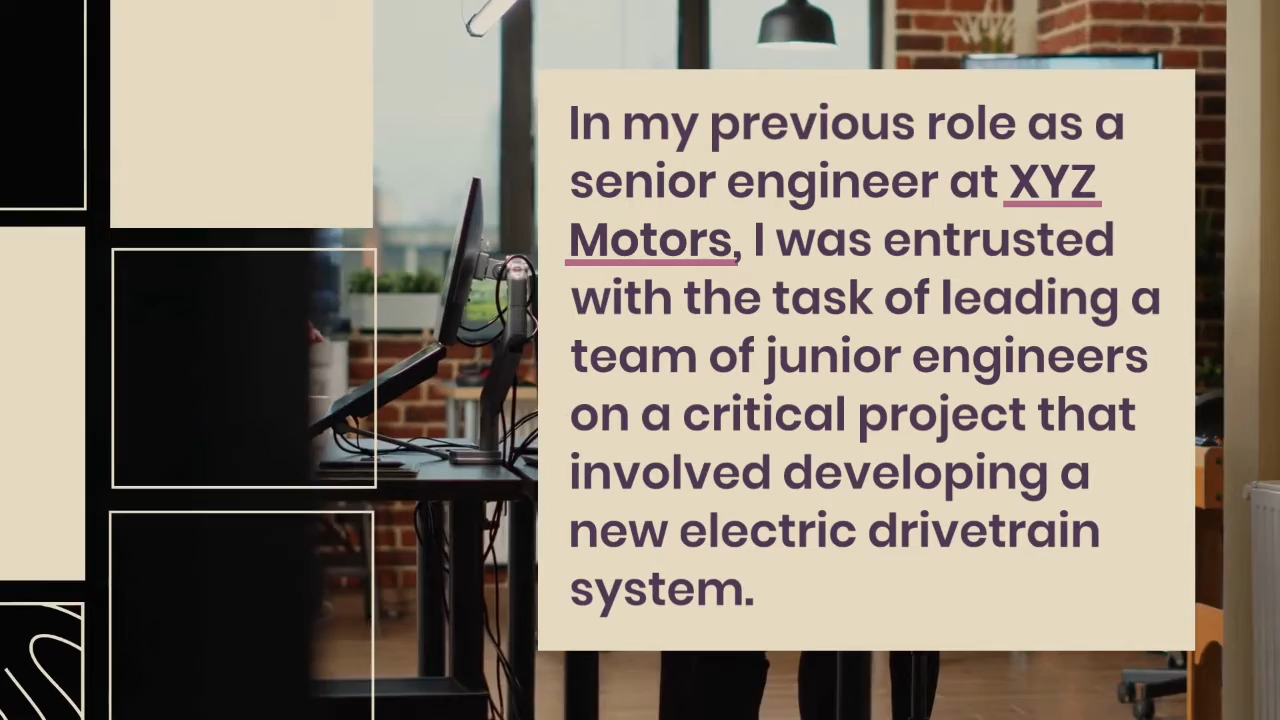 In my previous role as a
senior engineer at XYZ
Motors, I was entrusted
with the task of leading a
team of junior engineers
on a critical project that
involved developing a
new electric drivetrain
system.